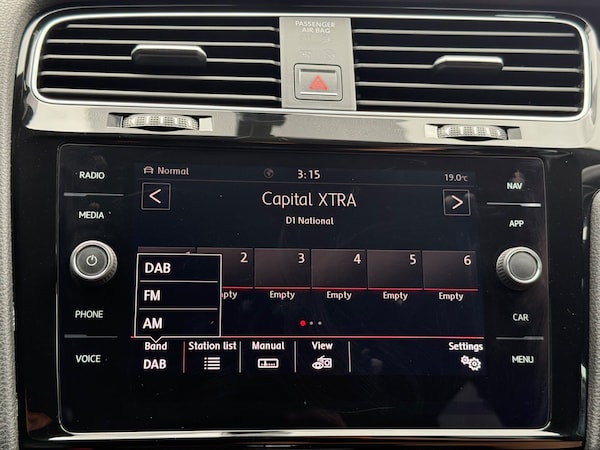 PASSENGER
AIR BAG
RADIO
MEDIA
PHONE
VOICE
Normal
3:15
19.0°C
Capital XTRA
D1 National
2 3 4 5 6
Empty Empty Empty Empty
DAB
FM
AM
Band
DAB
Station list
Manual
View
Settings
NAV
APP
CAR
MENU